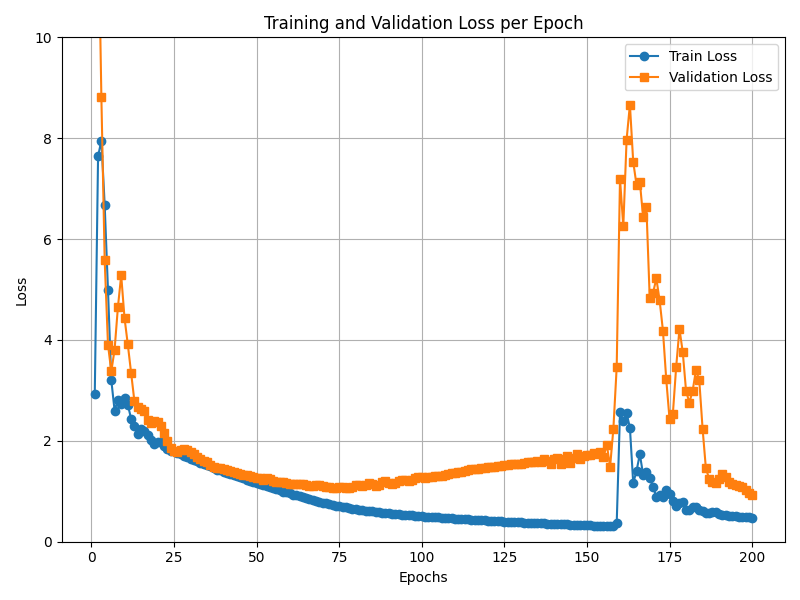 Training and Validation Loss per Epoch
Train Loss
Validation Loss
10
8
6
4
2
0
Loss
0 25 50 75 100 125 150 175 200
Epochs